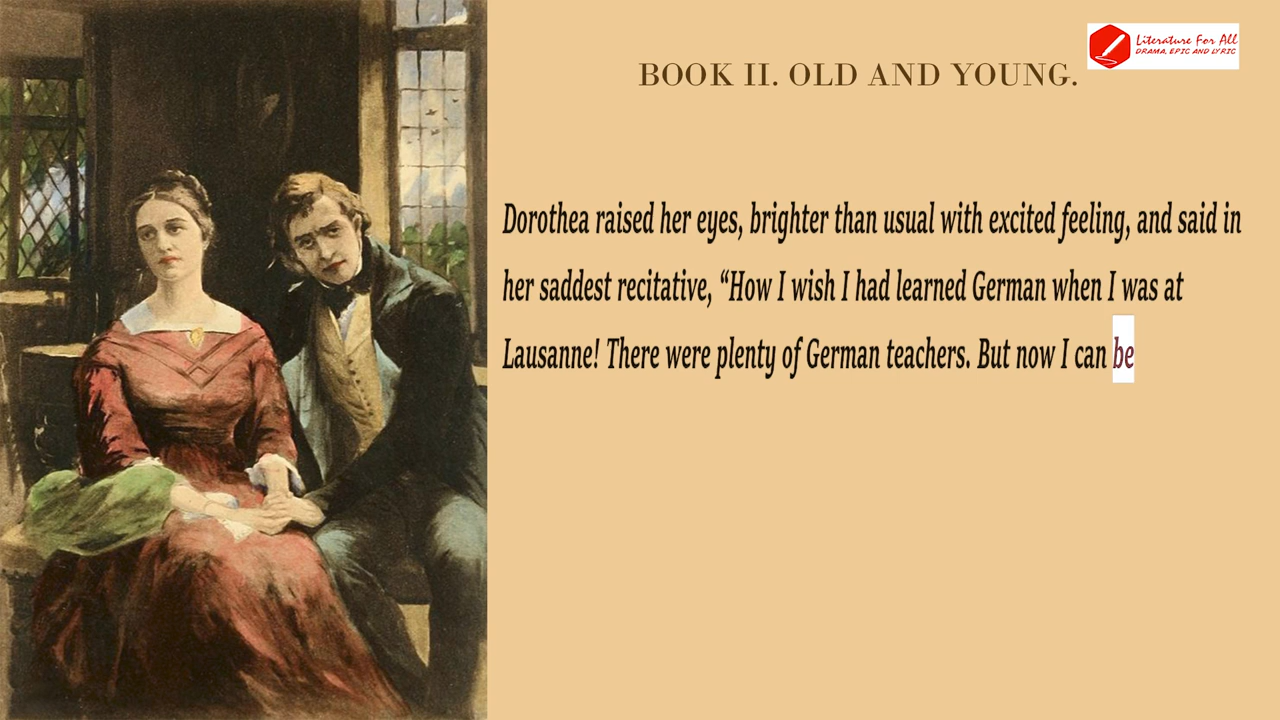 Literature For All
DRAMA, EPIC AND LYRIC
BOOK II. OLD AND YOUNG.
Dorothea raised her eyes, brighter than usual with excited feeling, and said in
her saddest recitative, “How I wish I had learned German when I was at
Lausanne! There were plenty of German teachers. But now I can be